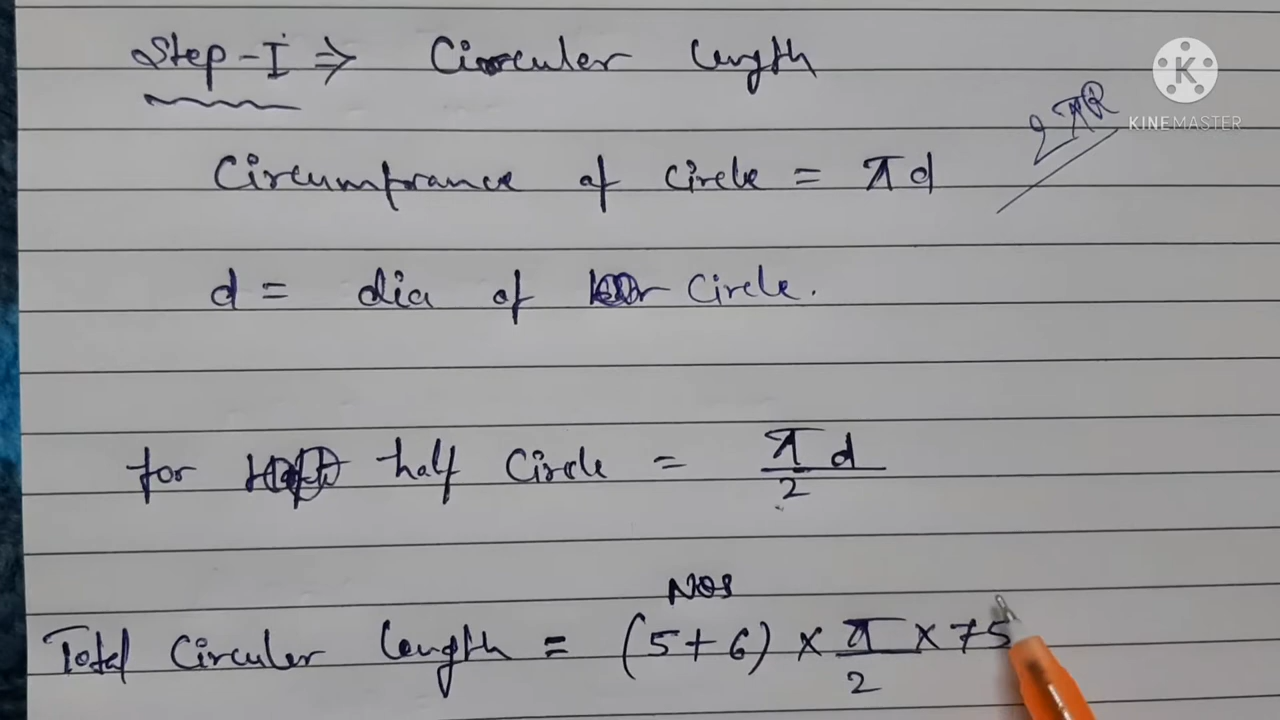 Step-I ⇒ Circuler length
2πR
KINEMASTER
Circumfrance of circle = πd
d = dia of Circle.
for half Circle = πd/2
Nos
Total Circuler length = (5+6) × π/2 × 75